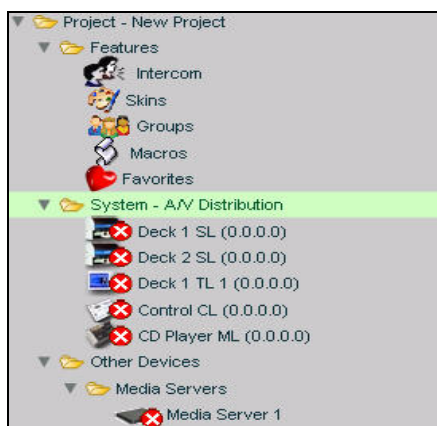 Project - New Project
Features
Intercom
Skins
Groups
Macros
Favorites
System - A/V Distribution
Deck 1 SL (0.0.0.0)
Deck 2 SL (0.0.0.0)
Deck 1 TL 1 (0.0.0.0)
Control CL (0.0.0.0)
CD Player ML (0.0.0.0)
Other Devices
Media Servers
Media Server 1